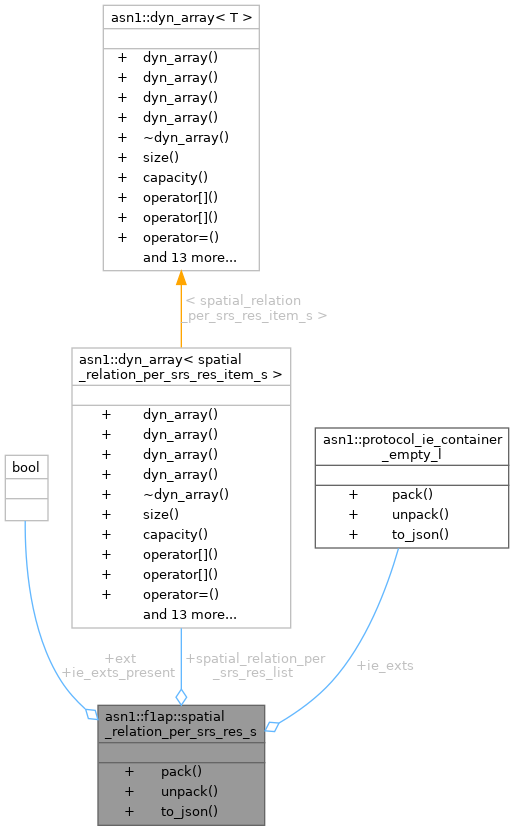 asn1::dyn_array< T >
+ dyn_array()
+ dyn_array()
+ dyn_array()
+ dyn_array()
+ ~dyn_array()
+ size()
+ capacity()
+ operator[]()
+ operator[]()
+ operator=()
and 13 more...
< spatial_relation
_per_srs_res_item_s >
asn1::dyn_array< spatial
_relation_per_srs_res_item_s >
+ dyn_array()
+ dyn_array()
+ dyn_array()
+ dyn_array()
+ ~dyn_array()
+ size()
+ capacity()
+ operator[]()
+ operator[]()
+ operator=()
and 13 more...
bool
asn1::protocol_ie_container
_empty_l
+ pack()
+ unpack()
+ to_json()
+ext
+ie_exts_present
+spatial_relation_per
_srs_res_list
+ie_exts
asn1::f1ap::spatial
_relation_per_srs_res_s
+ pack()
+ unpack()
+ to_json()